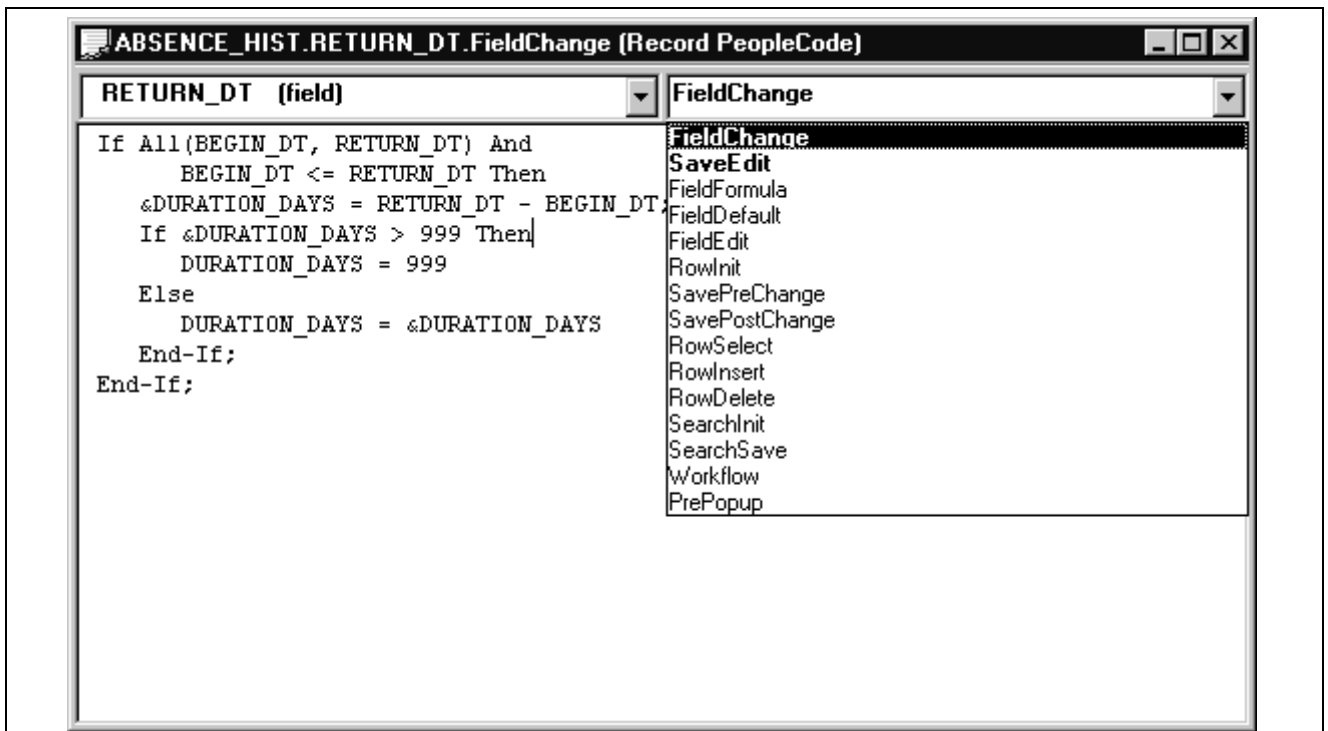 ABSENCE_HIST.RETURN_DT.FieldChange (Record PeopleCode)
RETURN_DT (field)
FieldChange
If All(BEGIN_DT, RETURN_DT) And
BEGIN_DT <= RETURN_DT Then
&DURATION_DAYS = RETURN_DT - BEGIN_DT;
If &DURATION_DAYS > 999 Then
DURATION_DAYS = 999
Else
DURATION_DAYS = &DURATION_DAYS
End-If;
End-If;
FieldChange
SaveEdit
FieldFormula
FieldDefault
FieldEdit
RowInit
SavePreChange
SavePostChange
RowSelect
RowInsert
RowDelete
SearchInit
SearchSave
Workflow
PrePopup